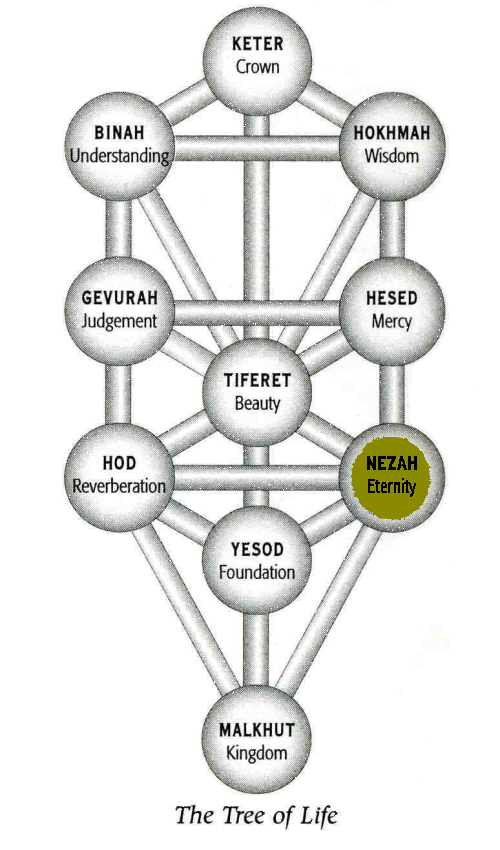 KETER
Crown
BINAH
Understanding
HOKHMAH
Wisdom
GEVURAH
Judgement
HESED
Mercy
TIFERET
Beauty
HOD
Reverberation
NEZAH
Eternity
YESOD
Foundation
MALKHUT
Kingdom
The Tree of Life